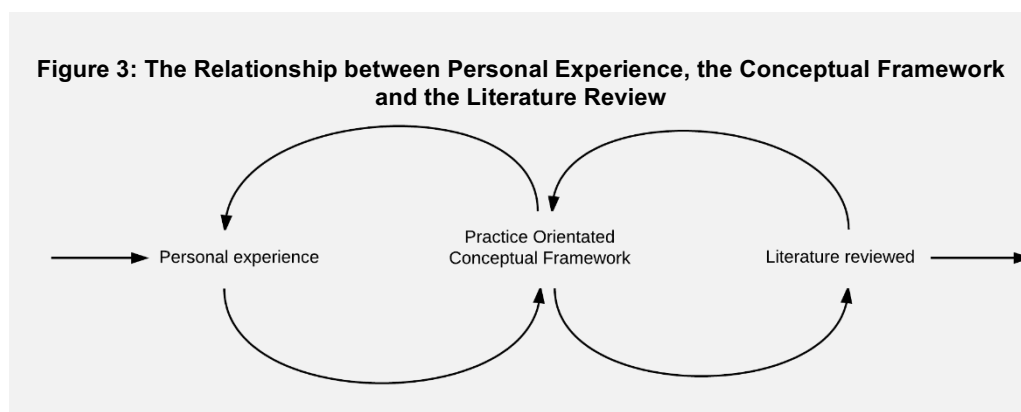 Figure 3: The Relationship between Personal Experience, the Conceptual Framework
and the Literature Review
Personal experience
Practice Orientated
Conceptual Framework
Literature reviewed